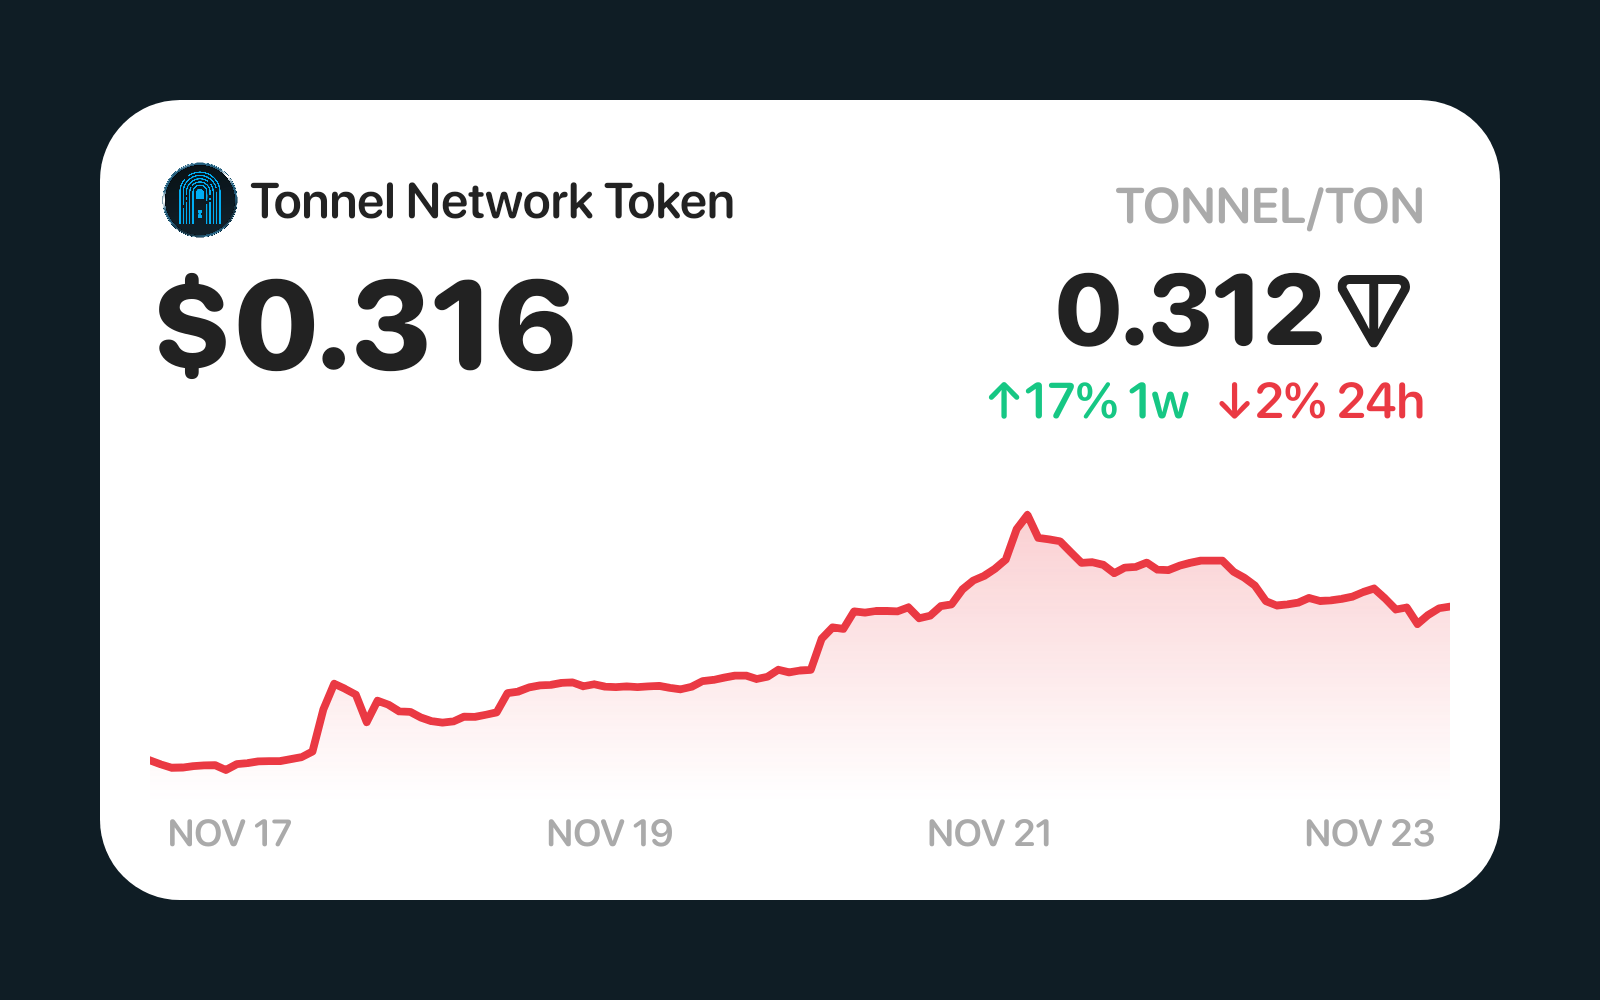 Tonnel Network Token
TONNEL/TON
$0.316
0.312
↑17% 1w ↓2% 24h
NOV 17 NOV 19 NOV 21 NOV 23